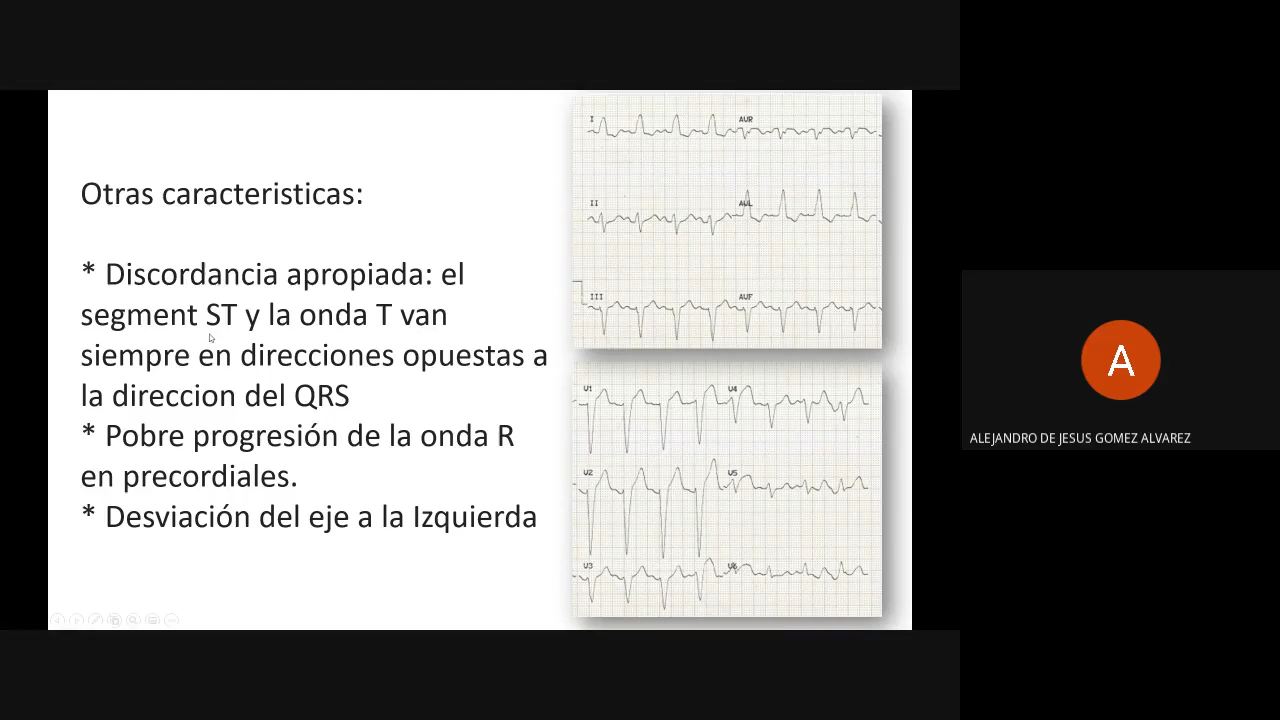 Otras caracteristicas:
* Discordancia apropiada: el
segment ST y la onda T van
siempre en direcciones opuestas a
la direccion del QRS
* Pobre progresión de la onda R
en precordiales.
* Desviación del eje a la Izquierda
I
AVR
II
AVL
III
AVF
V1
V4
V2
V5
V3
V6
A
ALEJANDRO DE JESUS GOMEZ ALVAREZ